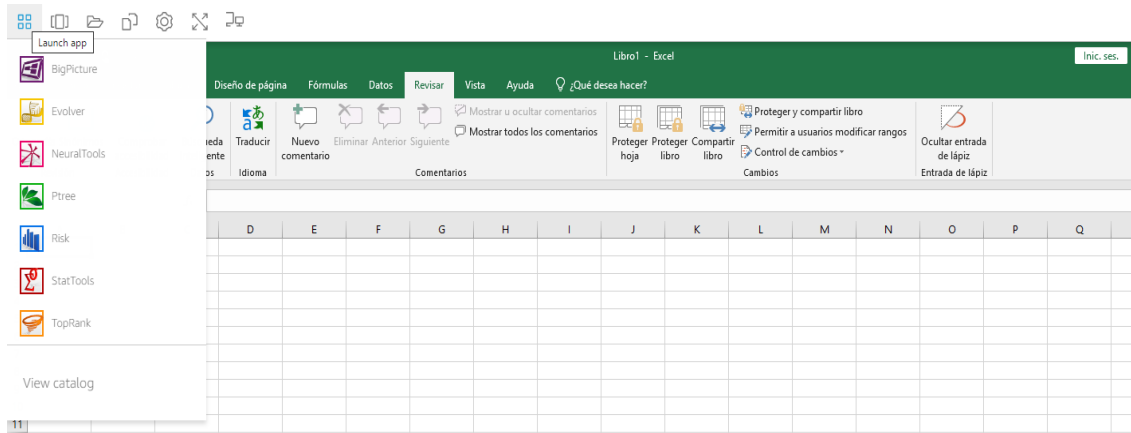 Launch app
BigPicture
Evolver
NeuralTools
Ptree
Risk
StatTools
TopRank
View catalog
Libro1 - Excel
Inic. ses.
Diseño de página Fórmulas Datos Revisar Vista Ayuda ¿Qué desea hacer?
Traducir
Idioma
Nuevo comentario
Eliminar Anterior Siguiente
Mostrar u ocultar comentarios
Mostrar todos los comentarios
Comentarios
Proteger hoja
Proteger libro
Compartir libro
Proteger y compartir libro
Permitir a usuarios modificar rangos
Control de cambios
Cambios
Ocultar entrada de lápiz
Entrada de lápiz
D E F G H I J K L M N O P Q
11